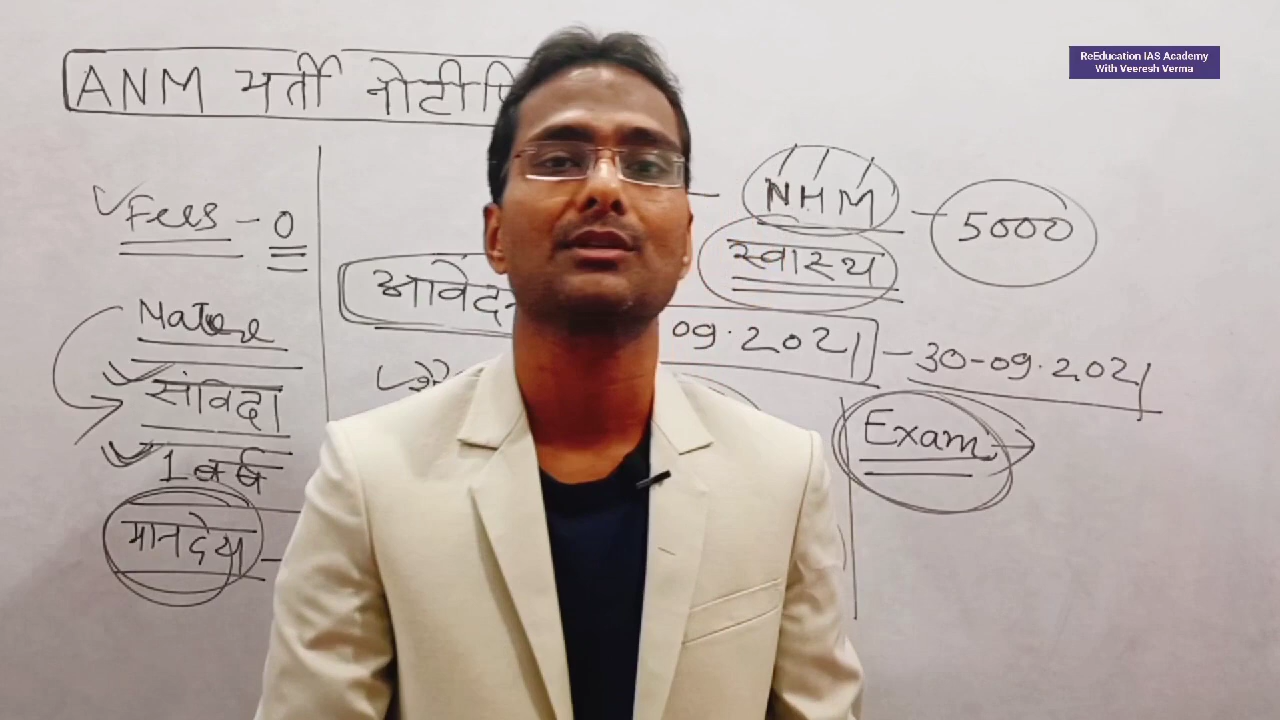 ReEducation IAS Academy
With Veeresh Verma
ANM भर्ती
Fees - 0
NHM - 5000
स्वास्थ
आवेदन
09.2021 - 30-09.2021
Nature
संविदा
1 वर्ष
मानदेय -
Exam